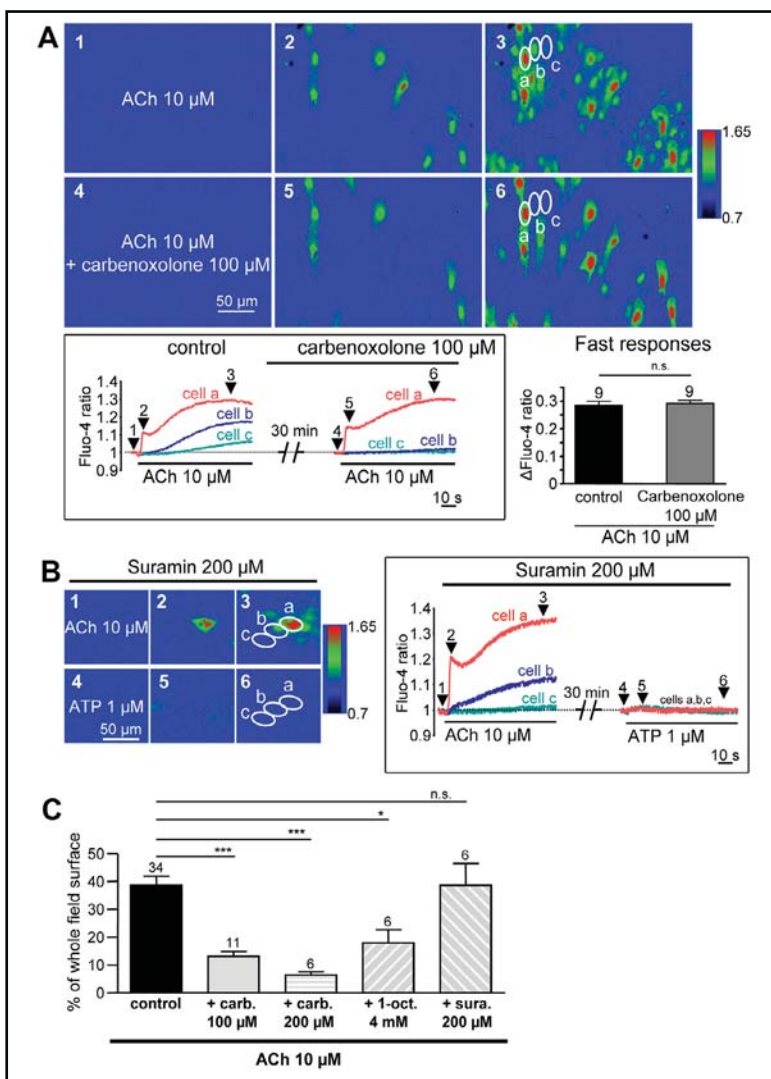 A
1
2
3
ACh 10 µM
a
b
c
1.65
0.7
4
5
6
ACh 10 µM
+ carbenoxolone 100 µM
50 µm
a
b
c
control
carbenoxolone 100 µM
Fluo-4 ratio
1.4
1.3
1.2
1.1
1
0.9
1
2
3
cell a
cell b
cell c
ACh 10 µM
30 min
4
5
6
cell a
cell c
cell b
ACh 10 µM
10 s
Fast responses
n.s.
ΔFluo-4 ratio
0.3
0.2
0.1
0
9
9
control
Carbenoxolone
100 µM
ACh 10 µM
B
Suramin 200 µM
1
2
3
ACh 10 µM
a
b
c
1.65
0.7
4
5
6
ATP 1 µM
50 µm
a
b
c
Suramin 200 µM
Fluo-4 ratio
1.4
1.3
1.2
1.1
1
0.9
1
2
3
cell a
cell b
cell c
ACh 10 µM
30 min
4
5
6
cells a,b,c
ATP 1 µM
10 s
C
n.s.
*
***
***
% of whole field surface
50
40
30
20
10
0
34
11
6
6
6
control
+ carb.
100 µM
+ carb.
200 µM
+ 1-oct.
4 mM
+ sura.
200 µM
ACh 10 µM